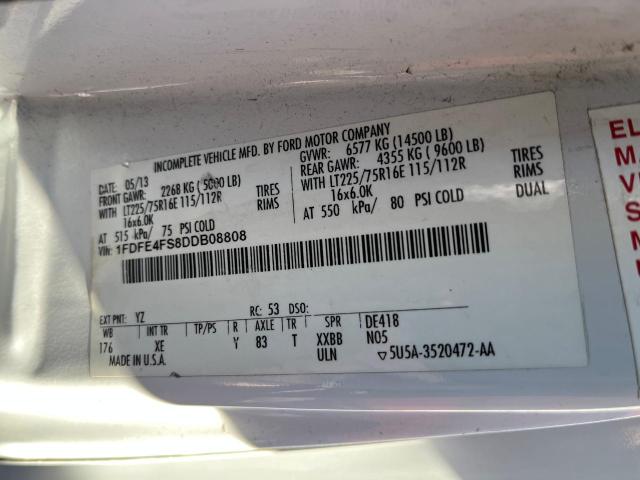 INCOMPLETE VEHICLE MFD. BY FORD MOTOR COMPANY
DATE: 05/13 GVWR: 6577 KG (14500 LB)
FRONT GAWR: 2268 KG (5000 LB) REAR GAWR: 4355 KG (9600 LB)
WITH LT225/75R16E 115/112R TIRES WITH LT225/75R16E 115/112R TIRES
16x6.0K RIMS 16x6.0K RIMS
AT 515 kPa/ 75 PSI COLD AT 550 kPa/ 80 PSI COLD DUAL
VIN: 1FDFE4FS8DDB08808
EXT PNT: YZ RC: 53 DSO:
WB INT TR TP/PS R AXLE TR SPR DE418
176 XE Y 83 T XXBB N05
MADE IN U.S.A. ULN ▽5U5A-3520472-AA
EL